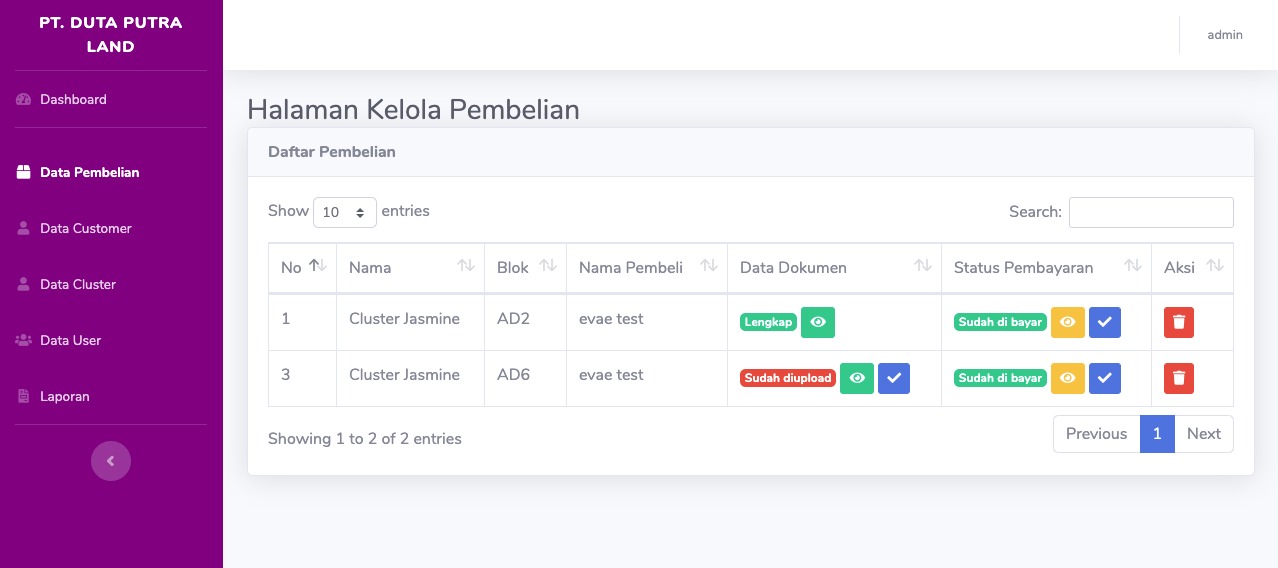 PT. DUTA PUTRA
LAND
admin
Dashboard
Data Pembelian
Data Customer
Data Cluster
Data User
Laporan
Halaman Kelola Pembelian
Daftar Pembelian
Show 10 entries Search:
No Nama Blok Nama Pembeli Data Dokumen Status Pembayaran Aksi
1 Cluster Jasmine AD2 evae test Lengkap Sudah di bayar
3 Cluster Jasmine AD6 evae test Sudah diupload Sudah di bayar
Showing 1 to 2 of 2 entries Previous 1 Next